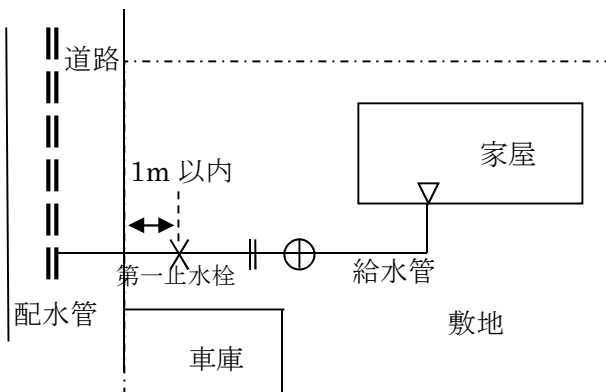 道路
家屋
1m 以内
第一止水栓
給水管
配水管
敷地
車庫